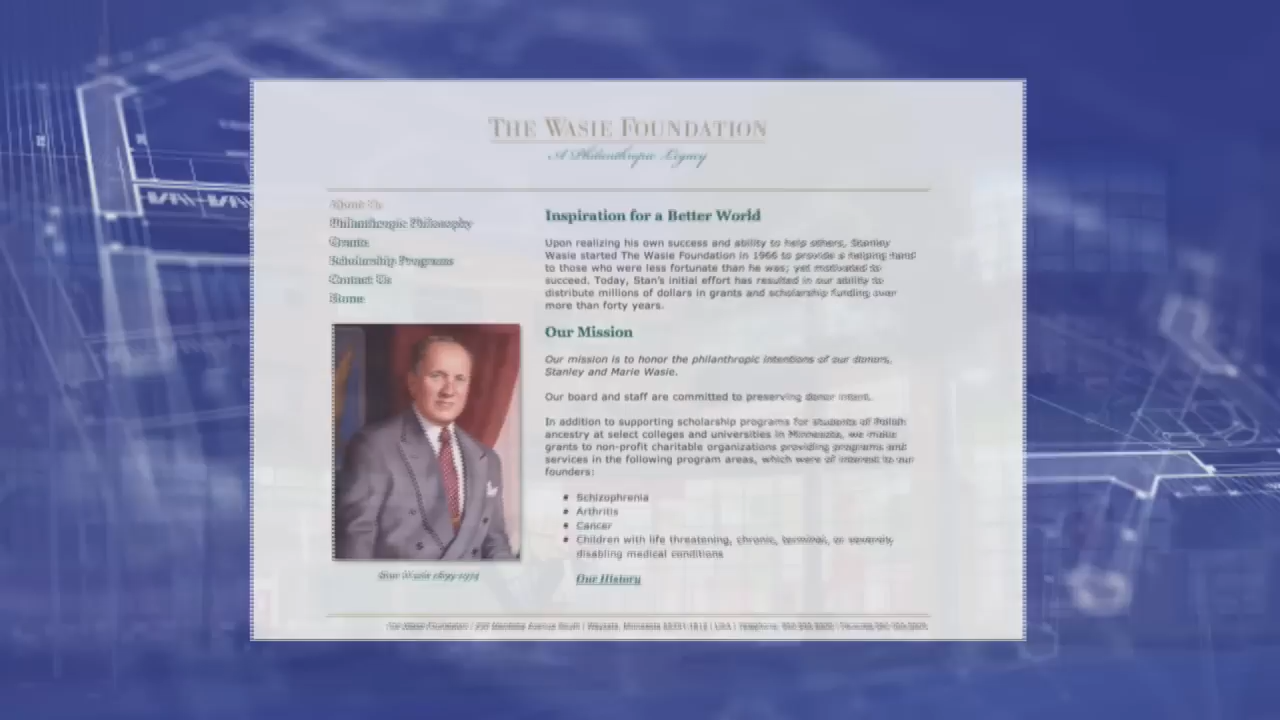 THE WASIE FOUNDATION
A Philanthropic Legacy
About Us
Philanthropic Philosophy
Grants
Scholarship Programs
Contact Us
Home
Inspiration for a Better World
Upon realizing his own success and ability to help others, Stanley
Wasie started The Wasie Foundation in 1966 to provide a helping hand
to those who were less fortunate than he was; yet motivated to
succeed. Today, Stan's initial effort has resulted in our ability to
distribute millions of dollars in grants and scholarship funding over
more than forty years.
Our Mission
Our mission is to honor the philanthropic intentions of our donors,
Stanley and Marie Wasie.
Our board and staff are committed to preserving donor intent.
In addition to supporting scholarship programs for students of Polish
ancestry at select colleges and universities in Minnesota, we make
grants to non-profit charitable organizations providing programs and
services in the following program areas, which were of interest to our
founders:
• Schizophrenia
• Arthritis
• Cancer
• Children with life threatening, chronic, terminal, or severely
disabling medical conditions
Our History
Stan Wasie
The Wasie Foundation